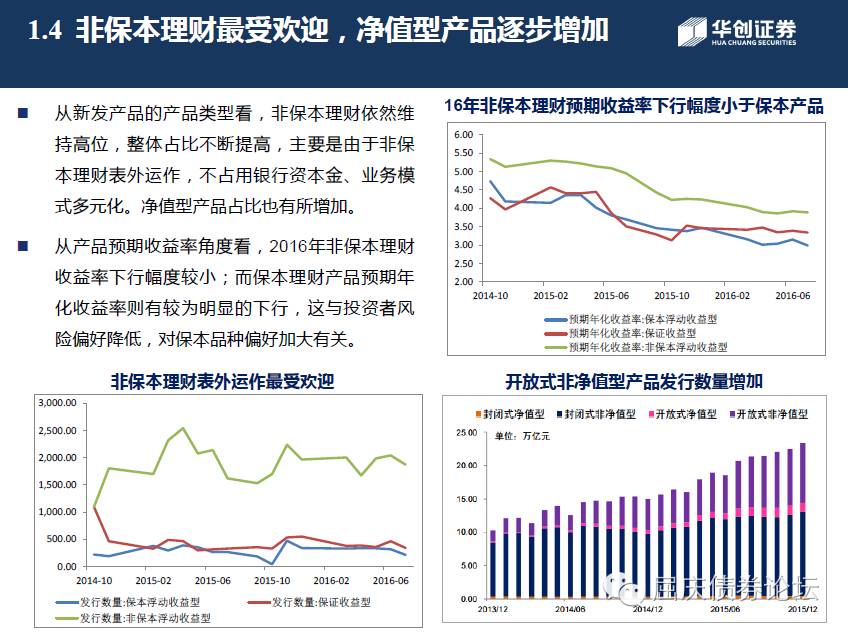 1.4 非保本理财最受欢迎，净值型产品逐步增加
华创证券
HUA CHUANG SECURITIES
从新发产品的产品类型看，非保本理财依然维
持高位，整体占比不断提高，主要是由于非保
本理财表外运作，不占用银行资本金、业务模
式多元化。净值型产品占比也有所增加。
从产品预期收益率角度看，2016年非保本理财
收益率下行幅度较小；而保本理财产品预期年
化收益率则有较为明显的下行，这与投资者风
险偏好降低，对保本品种偏好加大有关。
16年非保本理财预期收益率下行幅度小于保本产品
6.00
5.50
5.00
4.50
4.00
3.50
3.00
2.50
2.00
2014-10 2015-02 2015-06 2015-10 2016-02 2016-06
预期年化收益率:保本浮动收益型
预期年化收益率:保证收益型
预期年化收益率:非保本浮动收益型
非保本理财表外运作最受欢迎
3,000.00
2,500.00
2,000.00
1,500.00
1,000.00
500.00
0.00
2014-10 2015-02 2015-06 2015-10 2016-02 2016-06
发行数量:保本浮动收益型 发行数量:保证收益型
发行数量:非保本浮动收益型
开放式非净值型产品发行数量增加
封闭式净值型 封闭式非净值型 开放式净值型 开放式非净值型
单位：万亿元
25.00
20.00
15.00
10.00
5.00
0.00
2013/12 2014/06 2014/12 2015/06 2015/12
屈庆债券论坛